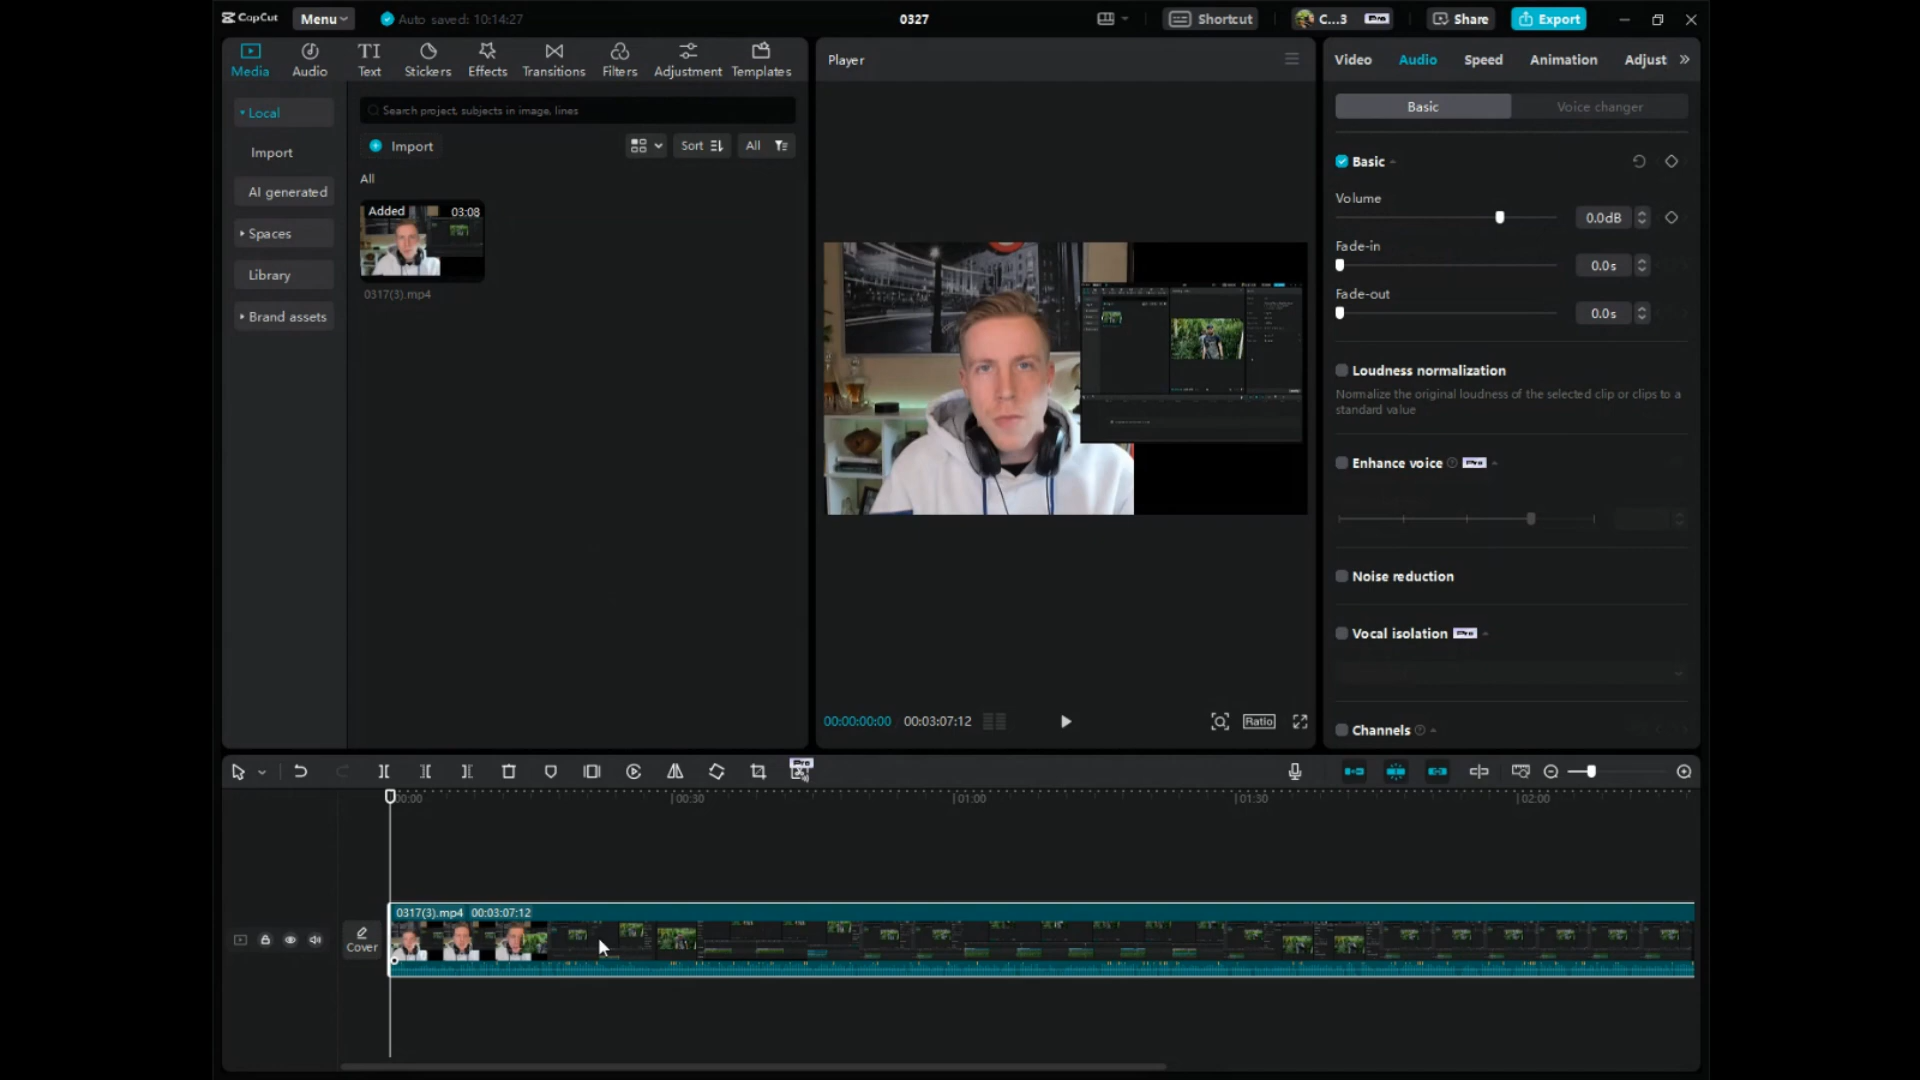 CapCut
Menu
Auto saved: 10:14:27
0327
Shortcut
C...3
Pro
Share
Export
Media
Audio
Text
Stickers
Effects
Transitions
Filters
Adjustment
Templates
Local
Import
AI generated
Spaces
Library
Brand assets
Search project, subjects in image, lines
Import
Sort
All
All
Added
03:08
0317(3).mp4
Player
00:00:00:00
00:03:07:12
Ratio
Video
Audio
Speed
Animation
Adjust
Basic
Voice changer
Basic
Volume
0.0dB
Fade-in
0.0s
Fade-out
0.0s
Loudness normalization
Normalize the original loudness of the selected clip or clips to a
standard value
Enhance voice
Pro
Noise reduction
Vocal isolation
Pro
Channels
Pro
00:00
00:30
01:00
01:30
02:00
Cover
0317(3).mp4 00:03:07:12